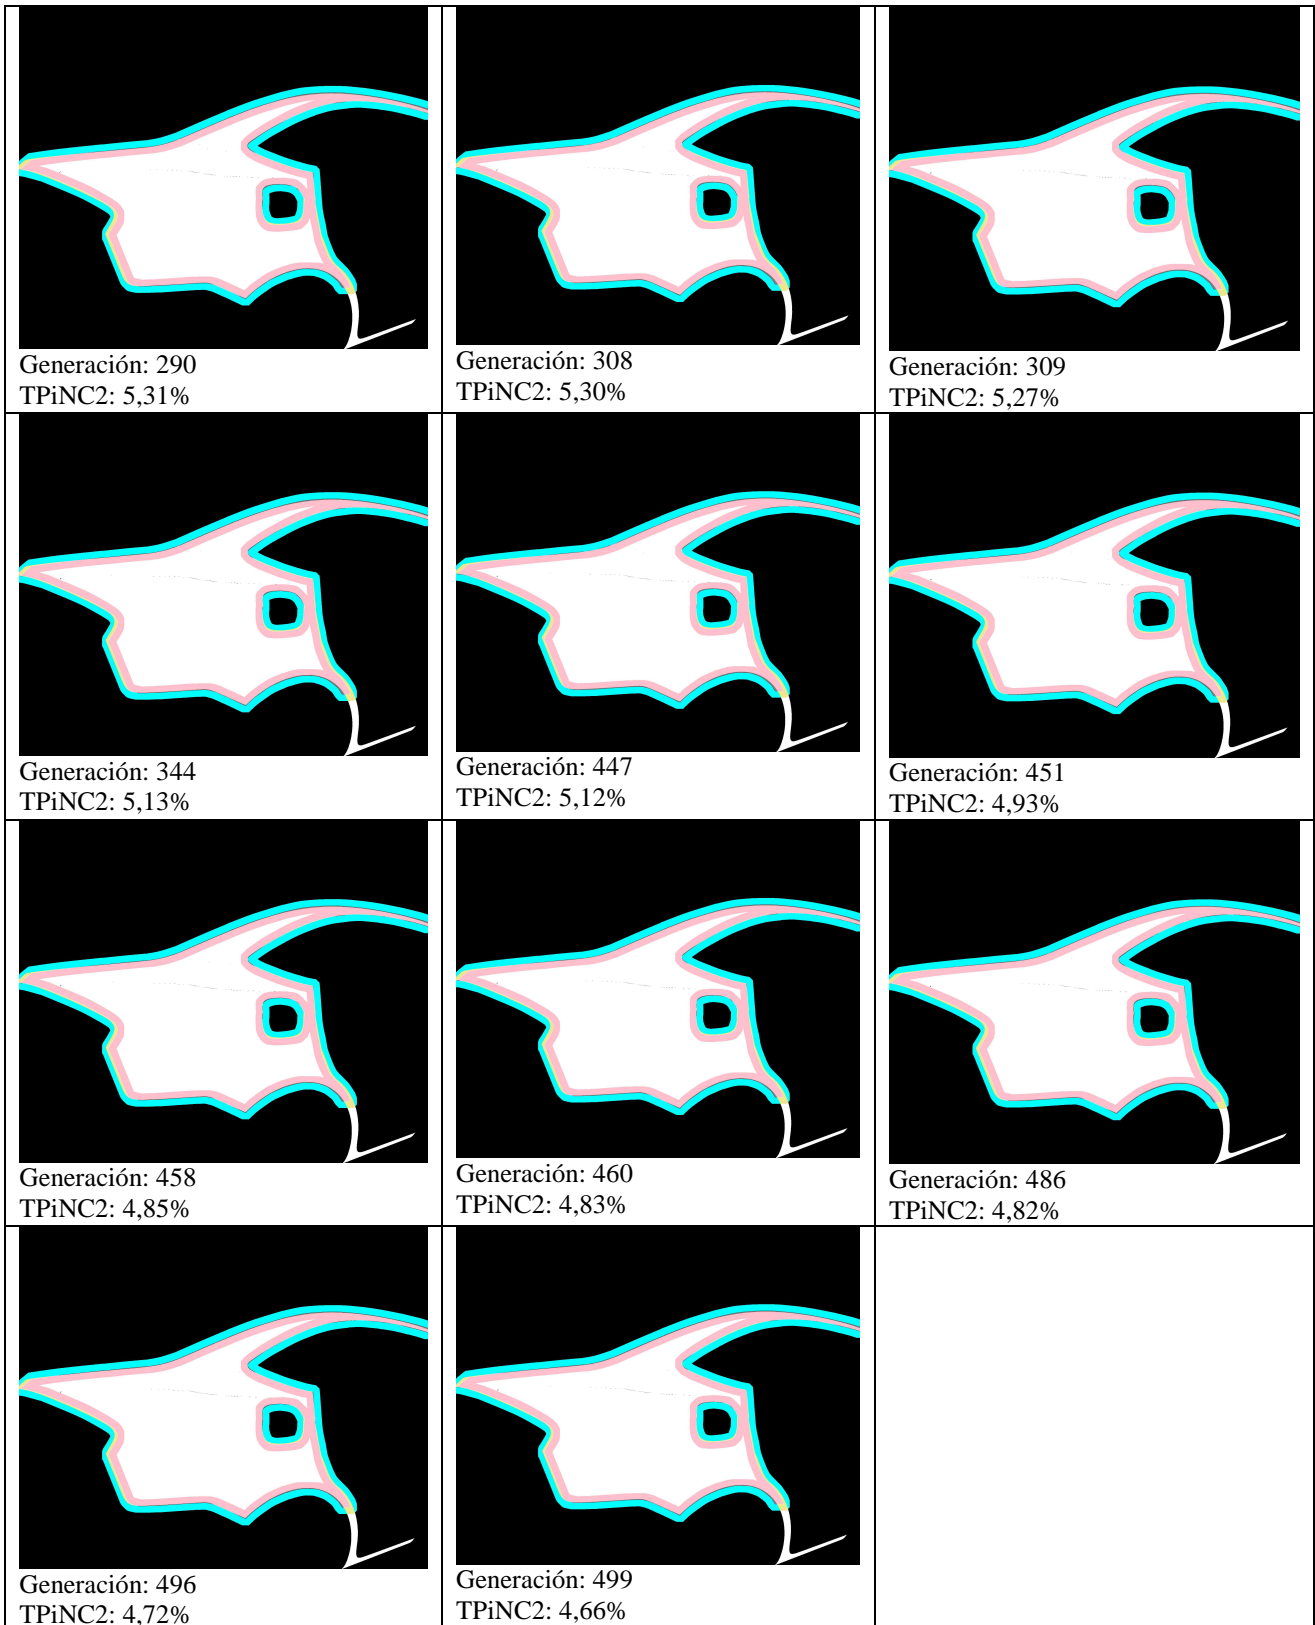 Generación: 290
TPiNC2: 5,31%
Generación: 308
TPiNC2: 5,30%
Generación: 309
TPiNC2: 5,27%
Generación: 344
TPiNC2: 5,13%
Generación: 447
TPiNC2: 5,12%
Generación: 451
TPiNC2: 4,93%
Generación: 458
TPiNC2: 4,85%
Generación: 460
TPiNC2: 4,83%
Generación: 486
TPiNC2: 4,82%
Generación: 496
TPiNC2: 4,72%
Generación: 499
TPiNC2: 4,66%